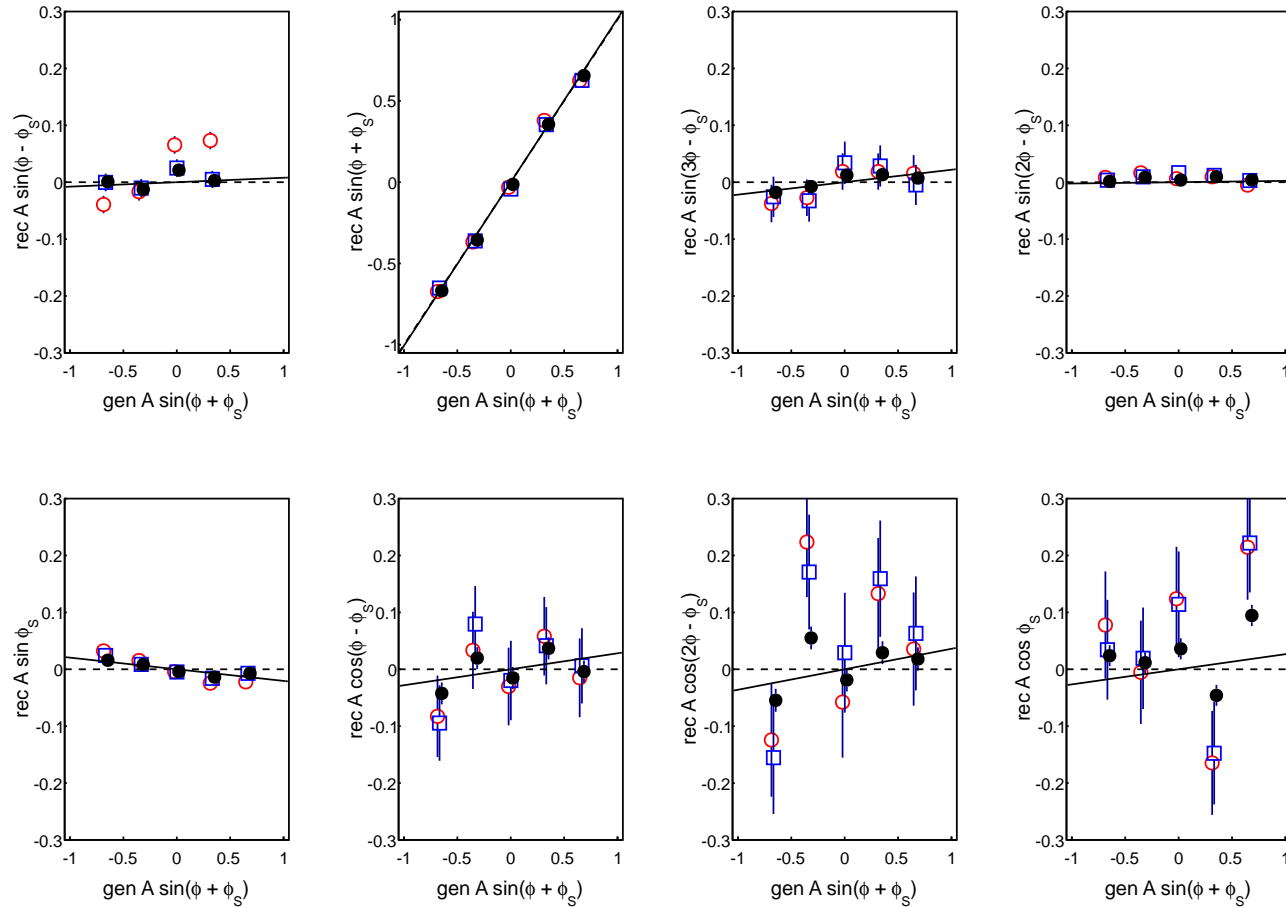 rec A sin(ϕ - ϕS)
0.3
0.2
0.1
0
-0.1
-0.2
-0.3
-1 -0.5 0 0.5 1
gen A sin(ϕ + ϕS)
rec A sin(ϕ + ϕS)
1
0.5
0
-0.5
-1
-1 -0.5 0 0.5 1
gen A sin(ϕ + ϕS)
rec A sin(3ϕ - ϕS)
0.3
0.2
0.1
0
-0.1
-0.2
-0.3
-1 -0.5 0 0.5 1
gen A sin(ϕ + ϕS)
rec A sin(2ϕ - ϕS)
0.3
0.2
0.1
0
-0.1
-0.2
-0.3
-1 -0.5 0 0.5 1
gen A sin(ϕ + ϕS)
rec A sin ϕS
0.3
0.2
0.1
0
-0.1
-0.2
-0.3
-1 -0.5 0 0.5 1
gen A sin(ϕ + ϕS)
rec A cos(ϕ - ϕS)
0.3
0.2
0.1
0
-0.1
-0.2
-0.3
-1 -0.5 0 0.5 1
gen A sin(ϕ + ϕS)
rec A cos(2ϕ - ϕS)
0.3
0.2
0.1
0
-0.1
-0.2
-0.3
-1 -0.5 0 0.5 1
gen A sin(ϕ + ϕS)
rec A cos ϕS
0.3
0.2
0.1
0
-0.1
-0.2
-0.3
-1 -0.5 0 0.5 1
gen A sin(ϕ + ϕS)